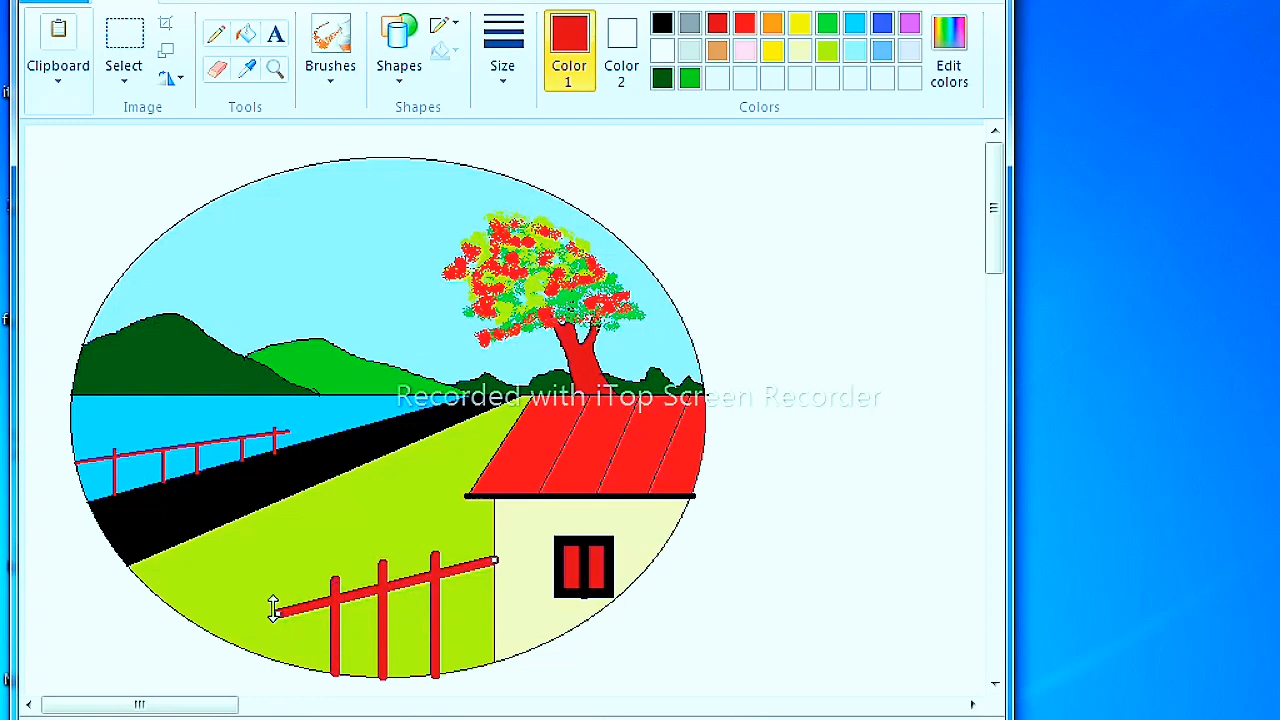 Clipboard
Select
Image
A
Tools
Brushes
Shapes
Shapes
Size
Color 1
Color 2
Edit colors
Colors
Recorded with iTop Screen Recorder